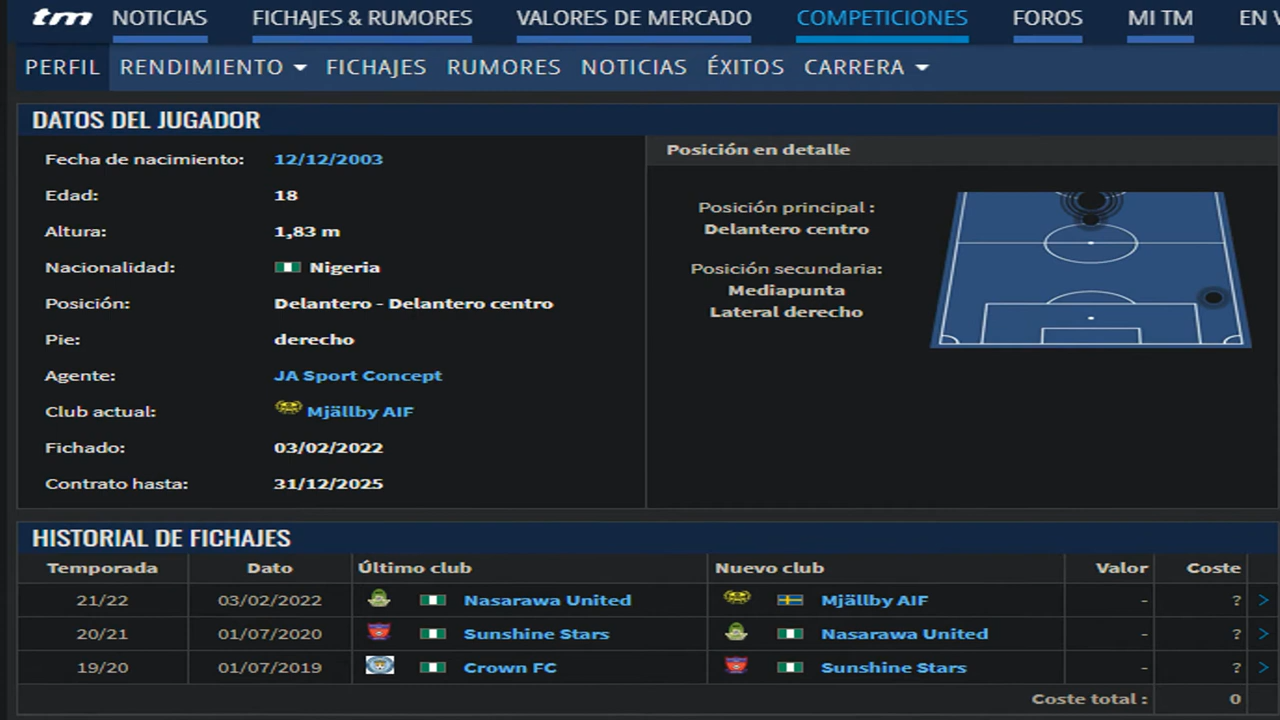 tm NOTICIAS FICHAJES & RUMORES VALORES DE MERCADO COMPETICIONES FOROS MI TM EN
PERFIL RENDIMIENTO FICHAJES RUMORES NOTICIAS ÉXITOS CARRERA
DATOS DEL JUGADOR
Fecha de nacimiento: 12/12/2003
Edad: 18
Altura: 1,83 m
Nacionalidad: Nigeria
Posición: Delantero - Delantero centro
Pie: derecho
Agente: JA Sport Concept
Club actual: Mjällby AIF
Fichado: 03/02/2022
Contrato hasta: 31/12/2025
Posición en detalle
Posición principal :
Delantero centro
Posición secundaria:
Mediapunta
Lateral derecho
HISTORIAL DE FICHAJES
Temporada Dato Último club Nuevo club Valor Coste
21/22 03/02/2022 Nasarawa United Mjällby AIF - ?
20/21 01/07/2020 Sunshine Stars Nasarawa United - ?
19/20 01/07/2019 Crown FC Sunshine Stars - ?
Coste total : 0